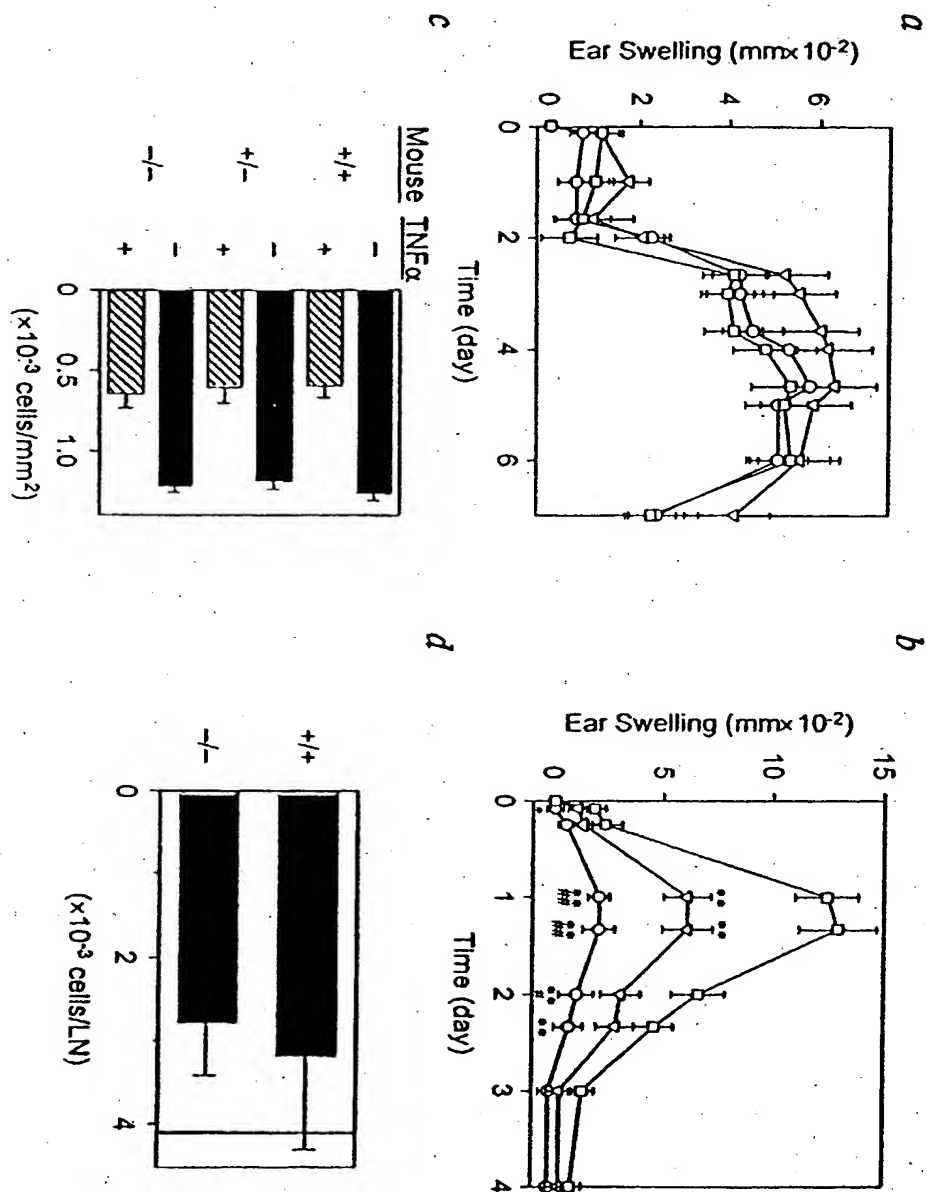 a
Ear Swelling (mm×10-2)
0 2 4 6
0 2 4 6
Time (day)
b
Ear Swelling (mm×10-2)
0 5 10 15
** **
** ** ** **
## ## #
*
0 1 2 3 4
Time (day)
c
Mouse TNFα
+/+ - +
+/- - +
-/- - +
0 0.5 1.0
(×10-3 cells/mm2)
d
+/+
-/-
0 2 4
(×10-3 cells/LN)